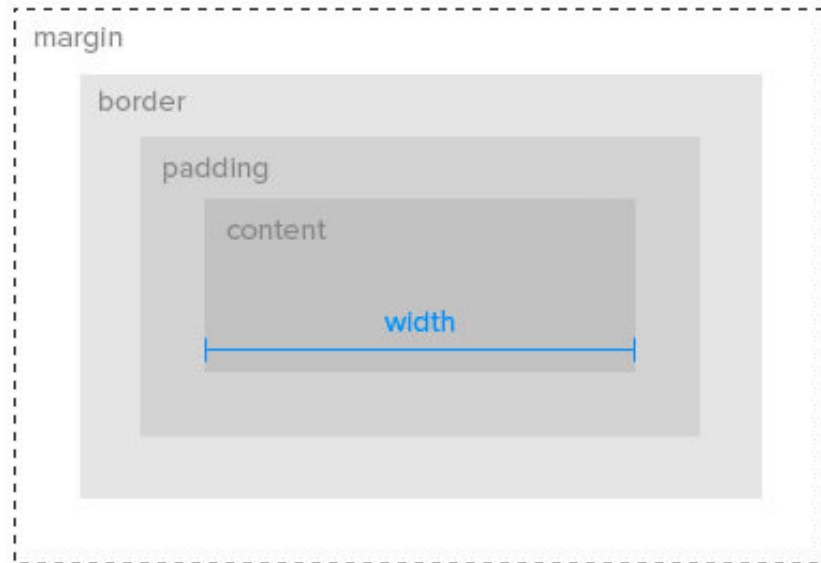 margin
border
padding
content
width